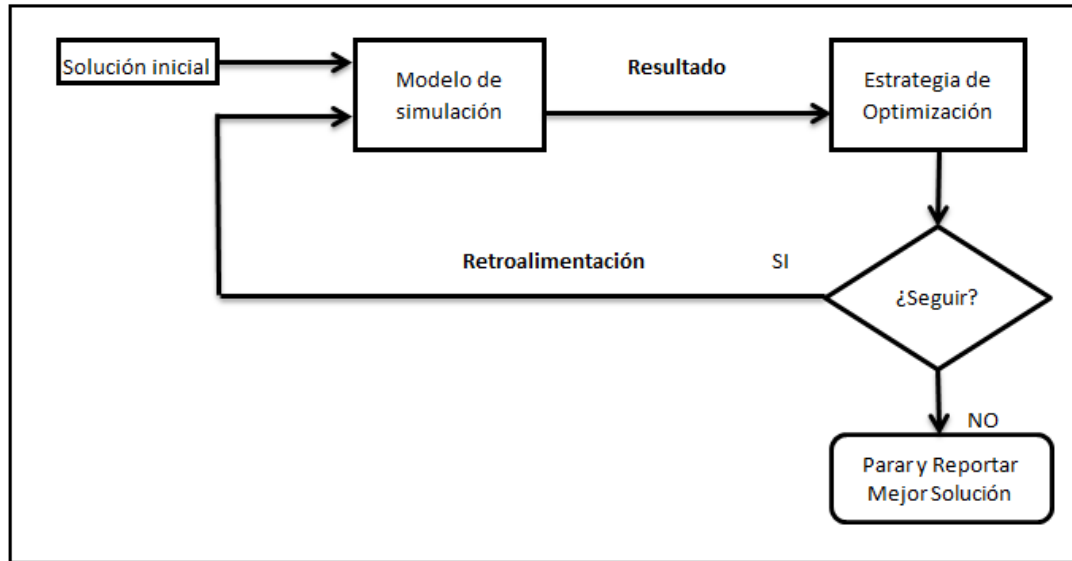 Solución inicial
Modelo de
simulación
Resultado
Estrategia de
Optimización
Retroalimentación
SI
¿Seguir?
NO
Parar y Reportar
Mejor Solución